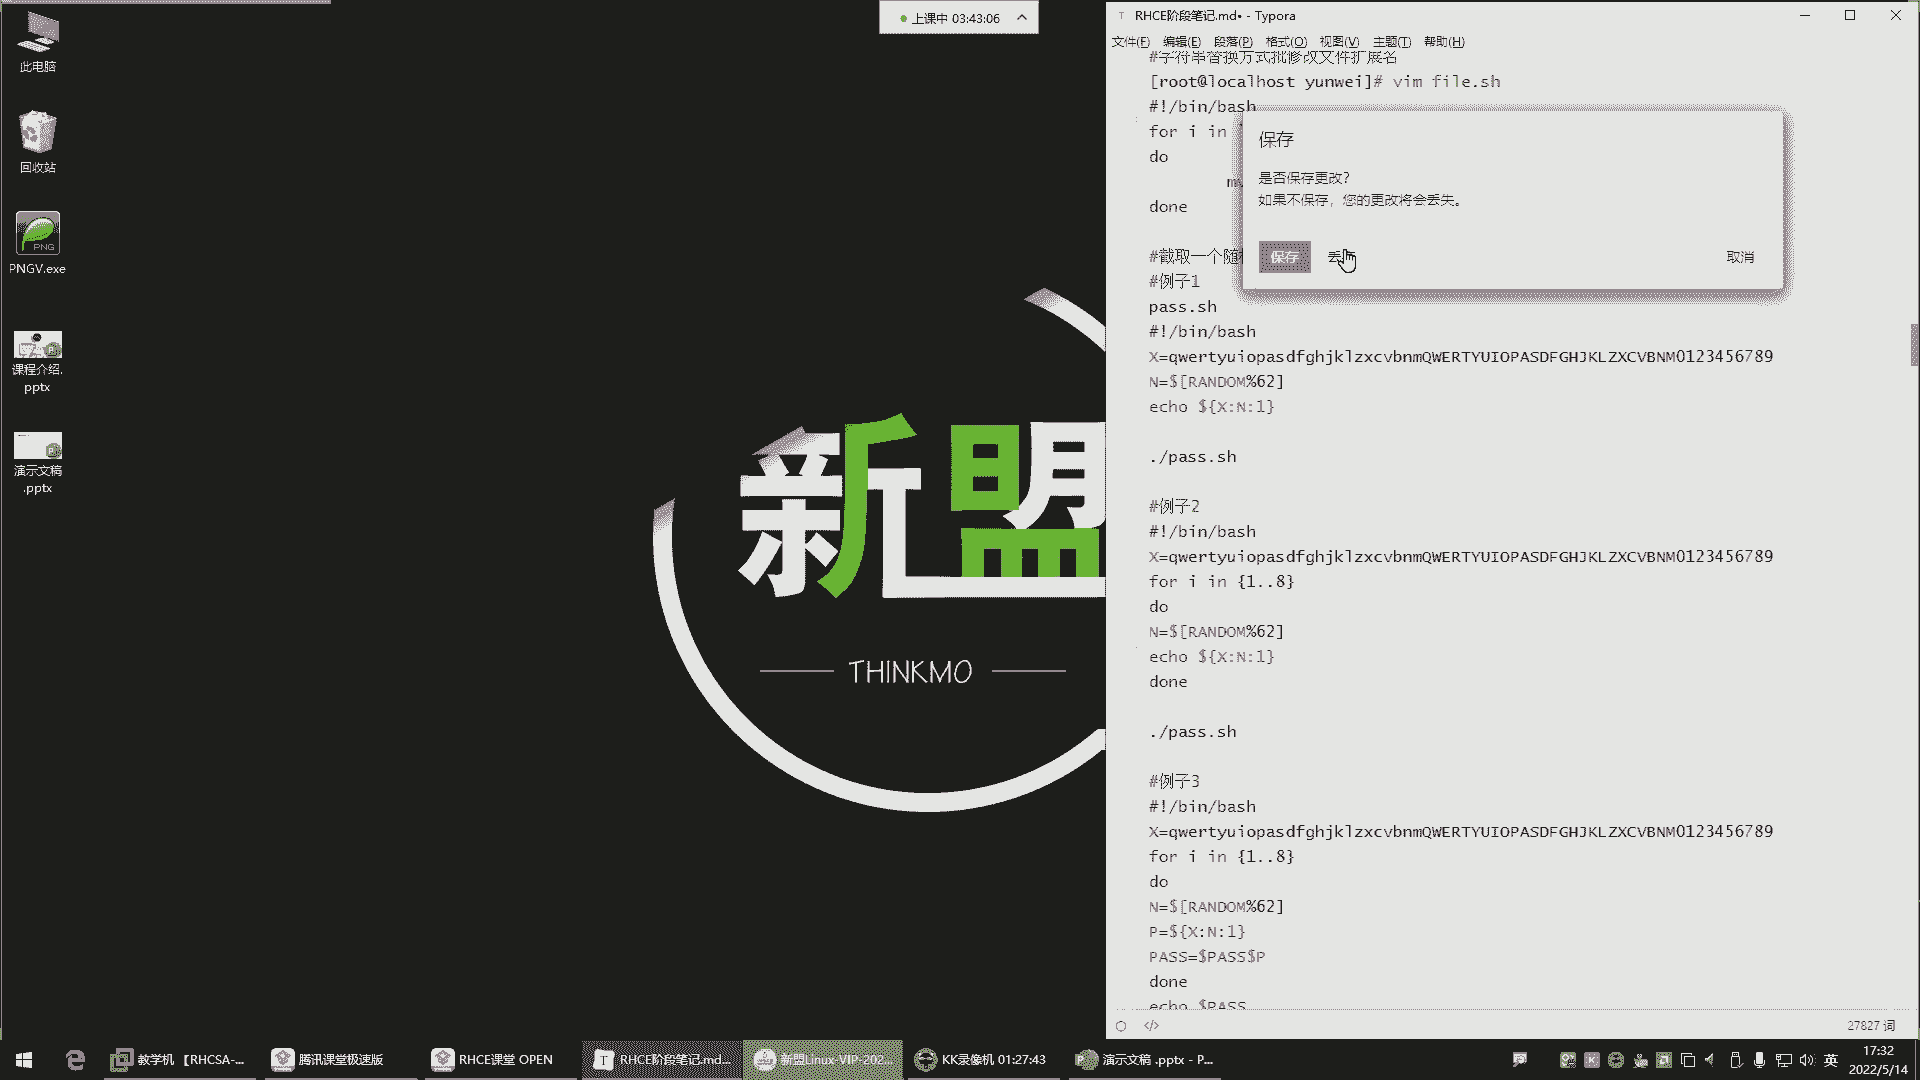 此电脑
回收站
PNG
PNGV.exe
课程介绍.
pptx
演示文稿
.pptx
上课中 03:43:06
新盟
THINKMO
RHCE阶段笔记.md• - Typora
文件(F) 编辑(E) 段落(P) 格式(O) 视图(V) 主题(T) 帮助(H)
#字符串替换方式批修改文件扩展名
[root@localhost yunwei]# vim file.sh
#!/bin/bash
for i in
do
done
保存
是否保存更改?
如果不保存，您的更改将会丢失。
保存
取消
#截取一个随
#例子1
pass.sh
#!/bin/bash
X=qwertyuiopasdfghjklzxcvbnmQWERTYUIOPASDFGHJKLZXCVBNM0123456789
N=$[RANDOM%62]
echo ${X:N:1}
./pass.sh
#例子2
#!/bin/bash
X=qwertyuiopasdfghjklzxcvbnmQWERTYUIOPASDFGHJKLZXCVBNM0123456789
for i in {1..8}
do
N=$[RANDOM%62]
echo ${X:N:1}
done
./pass.sh
#例子3
#!/bin/bash
X=qwertyuiopasdfghjklzxcvbnmQWERTYUIOPASDFGHJKLZXCVBNM0123456789
for i in {1..8}
do
N=$[RANDOM%62]
P=${X:N:1}
PASS=$PASS$P
done
echo $PASS
27827 词
教学机 【RHCSA-...
腾讯课堂极速版
RHCE课堂 OPEN
RHCE阶段笔记.md...
新盟Linux-VIP-202...
KK录像机 01:27:43
演示文稿 .pptx - P...
英
17:32
2022/5/14